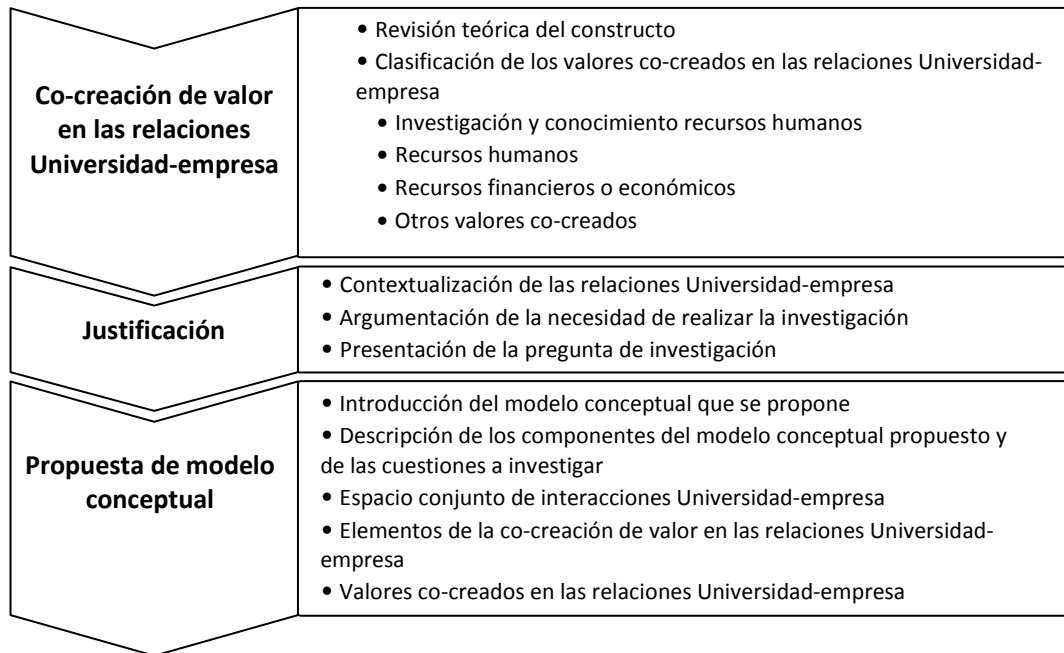 Co-creación de valor
en las relaciones
Universidad-empresa
• Revisión teórica del constructo
• Clasificación de los valores co-creados en las relaciones Universidad-
empresa
• Investigación y conocimiento recursos humanos
• Recursos humanos
• Recursos financieros o económicos
• Otros valores co-creados
Justificación
• Contextualización de las relaciones Universidad-empresa
• Argumentación de la necesidad de realizar la investigación
• Presentación de la pregunta de investigación
Propuesta de modelo
conceptual
• Introducción del modelo conceptual que se propone
• Descripción de los componentes del modelo conceptual propuesto y
de las cuestiones a investigar
• Espacio conjunto de interacciones Universidad-empresa
• Elementos de la co-creación de valor en las relaciones Universidad-
empresa
• Valores co-creados en las relaciones Universidad-empresa